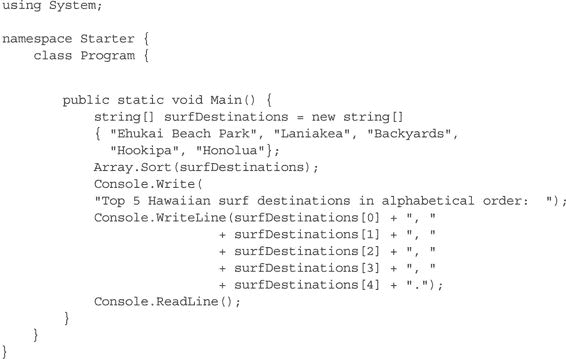 using System;
namespace Starter {
class Program {
public static void Main() {
string[] surfDestinations = new string[]
{ "Ehukai Beach Park", "Laniakea", "Backyards",
"Hookipa", "Honolua"};
Array.Sort(surfDestinations);
Console.Write(
"Top 5 Hawaiian surf destinations in alphabetical order:  ");
Console.WriteLine(surfDestinations[0] + ", "
+ surfDestinations[1] + ", "
+ surfDestinations[2] + ", "
+ surfDestinations[3] + ", "
+ surfDestinations[4] + ".");
Console.ReadLine();
}
}
}